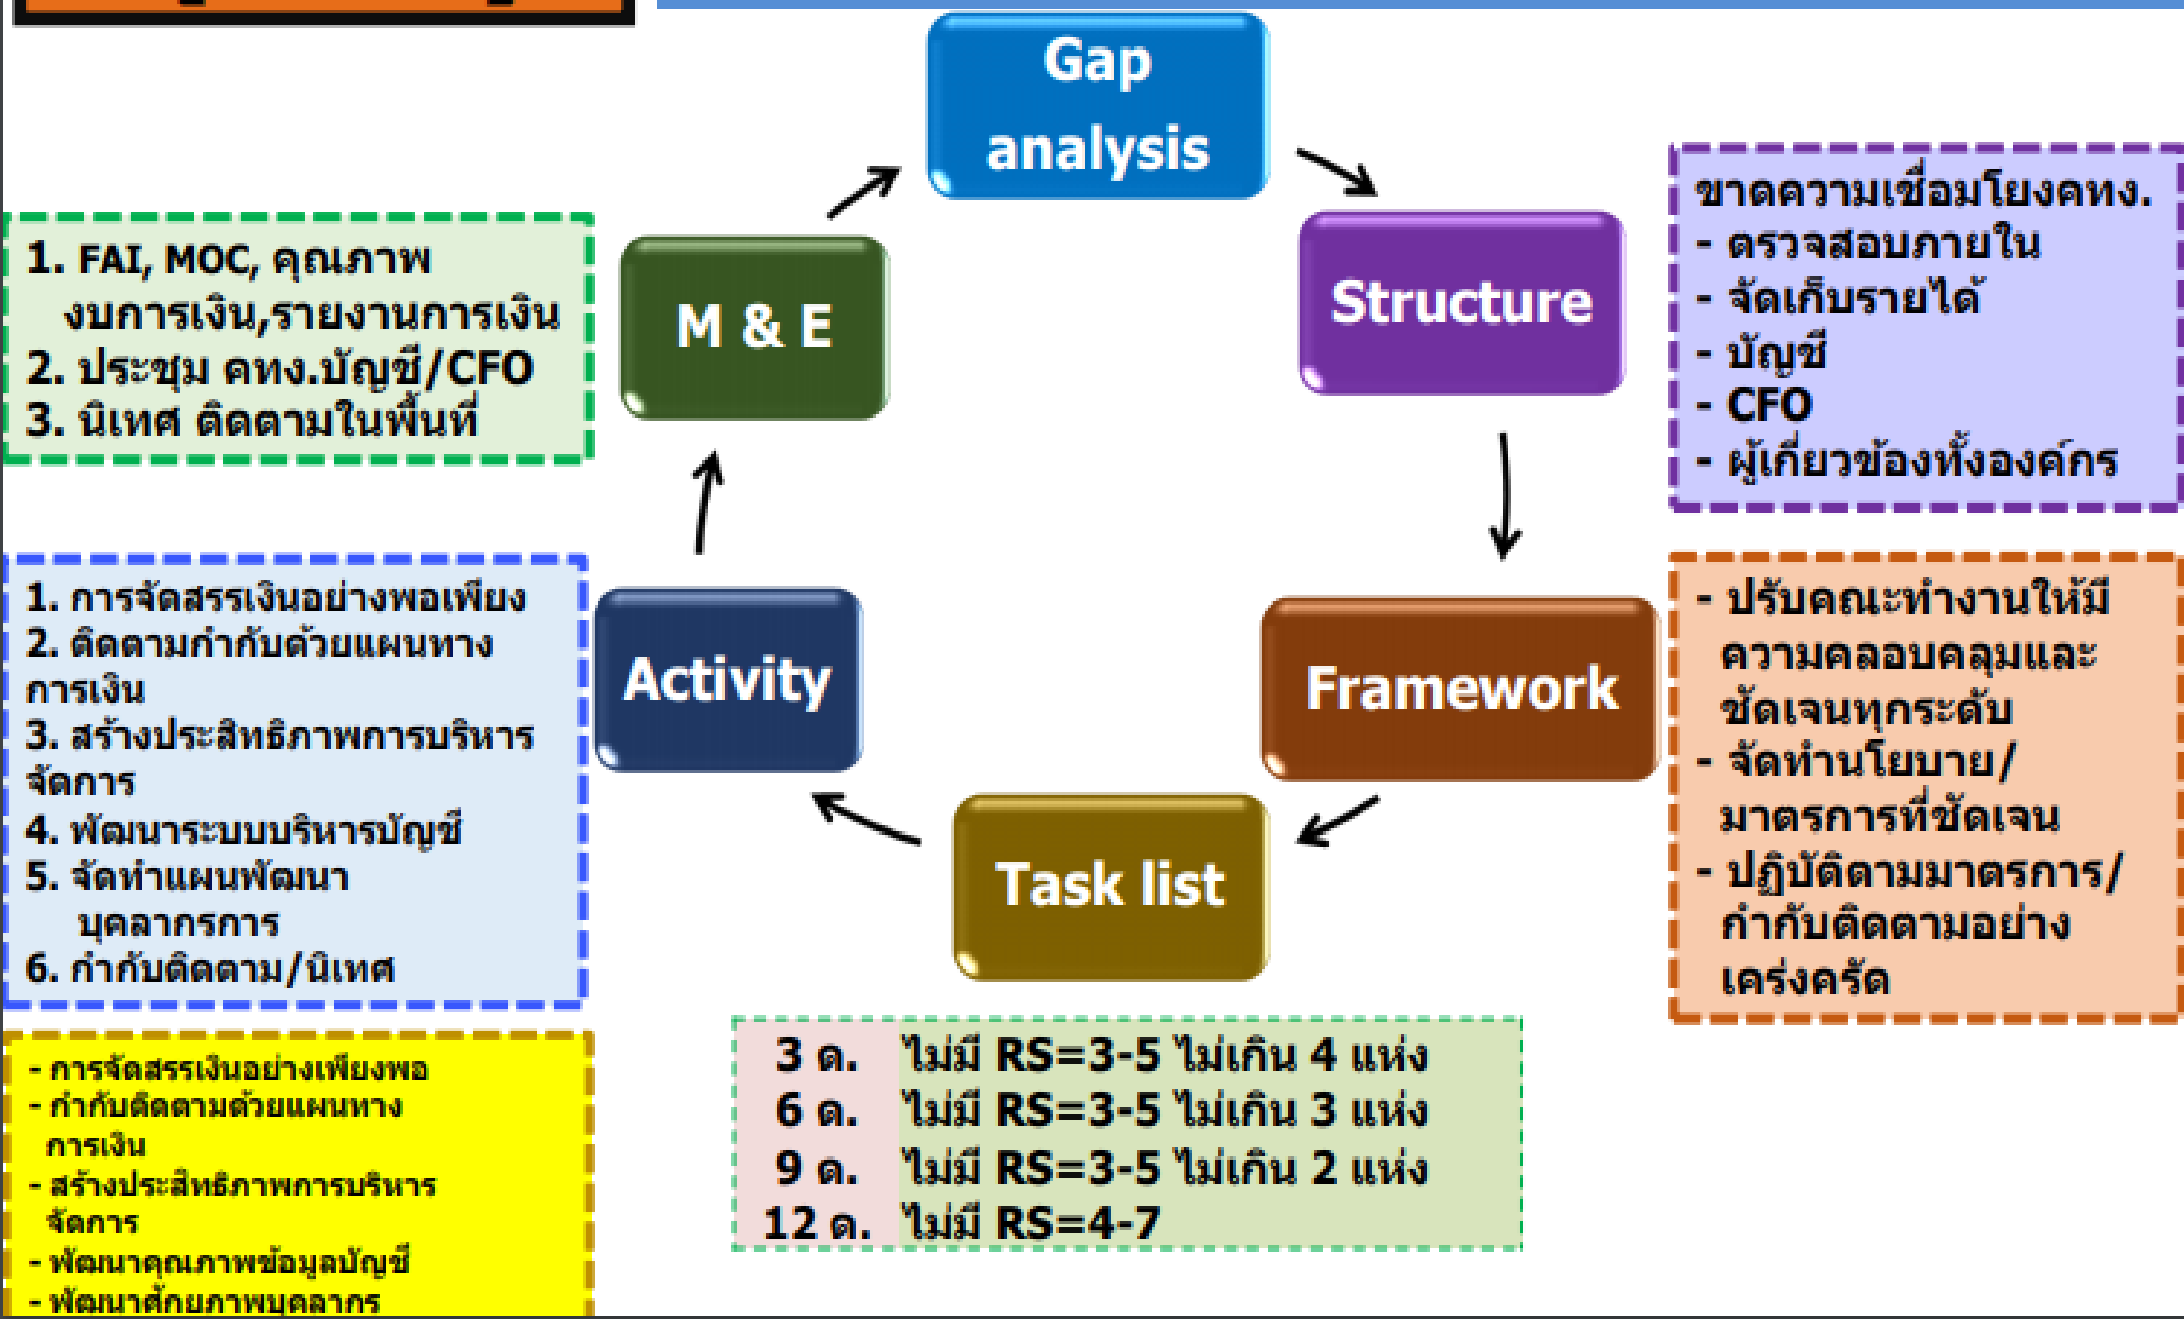 Gap
analysis
Structure
ขาดความเชื่อมโยงคทง.
- ตรวจสอบภายใน
- จัดเก็บรายได้
- บัญชี
- CFO
- ผู้เกี่ยวข้องทั้งองค์กร
Framework
- ปรับคณะทำงานให้มี
ความคลอบคลุมและ
ชัดเจนทุกระดับ
- จัดทำนโยบาย/
มาตรการที่ชัดเจน
- ปฏิบัติตามมาตรการ/
กำกับติดตามอย่าง
เคร่งครัด
Task list
3 ด. ไม่มี RS=3-5 ไม่เกิน 4 แห่ง
6 ด. ไม่มี RS=3-5 ไม่เกิน 3 แห่ง
9 ด. ไม่มี RS=3-5 ไม่เกิน 2 แห่ง
12 ด. ไม่มี RS=4-7
Activity
1. การจัดสรรเงินอย่างพอเพียง
2. ติดตามกำกับด้วยแผนทาง
การเงิน
3. สร้างประสิทธิภาพการบริหาร
จัดการ
4. พัฒนาระบบบริหารบัญชี
5. จัดทำแผนพัฒนา
บุคลากรการ
6. กำกับติดตาม/นิเทศ
M & E
1. FAI, MOC, คุณภาพ
งบการเงิน,รายงานการเงิน
2. ประชุม คทง.บัญชี/CFO
3. นิเทศ ติดตามในพื้นที่
- การจัดสรรเงินอย่างเพียงพอ
- กำกับติดตามด้วยแผนทาง
การเงิน
- สร้างประสิทธิภาพการบริหาร
จัดการ
- พัฒนาคุณภาพข้อมูลบัญชี
- พัฒนาศักยภาพบุคลากร